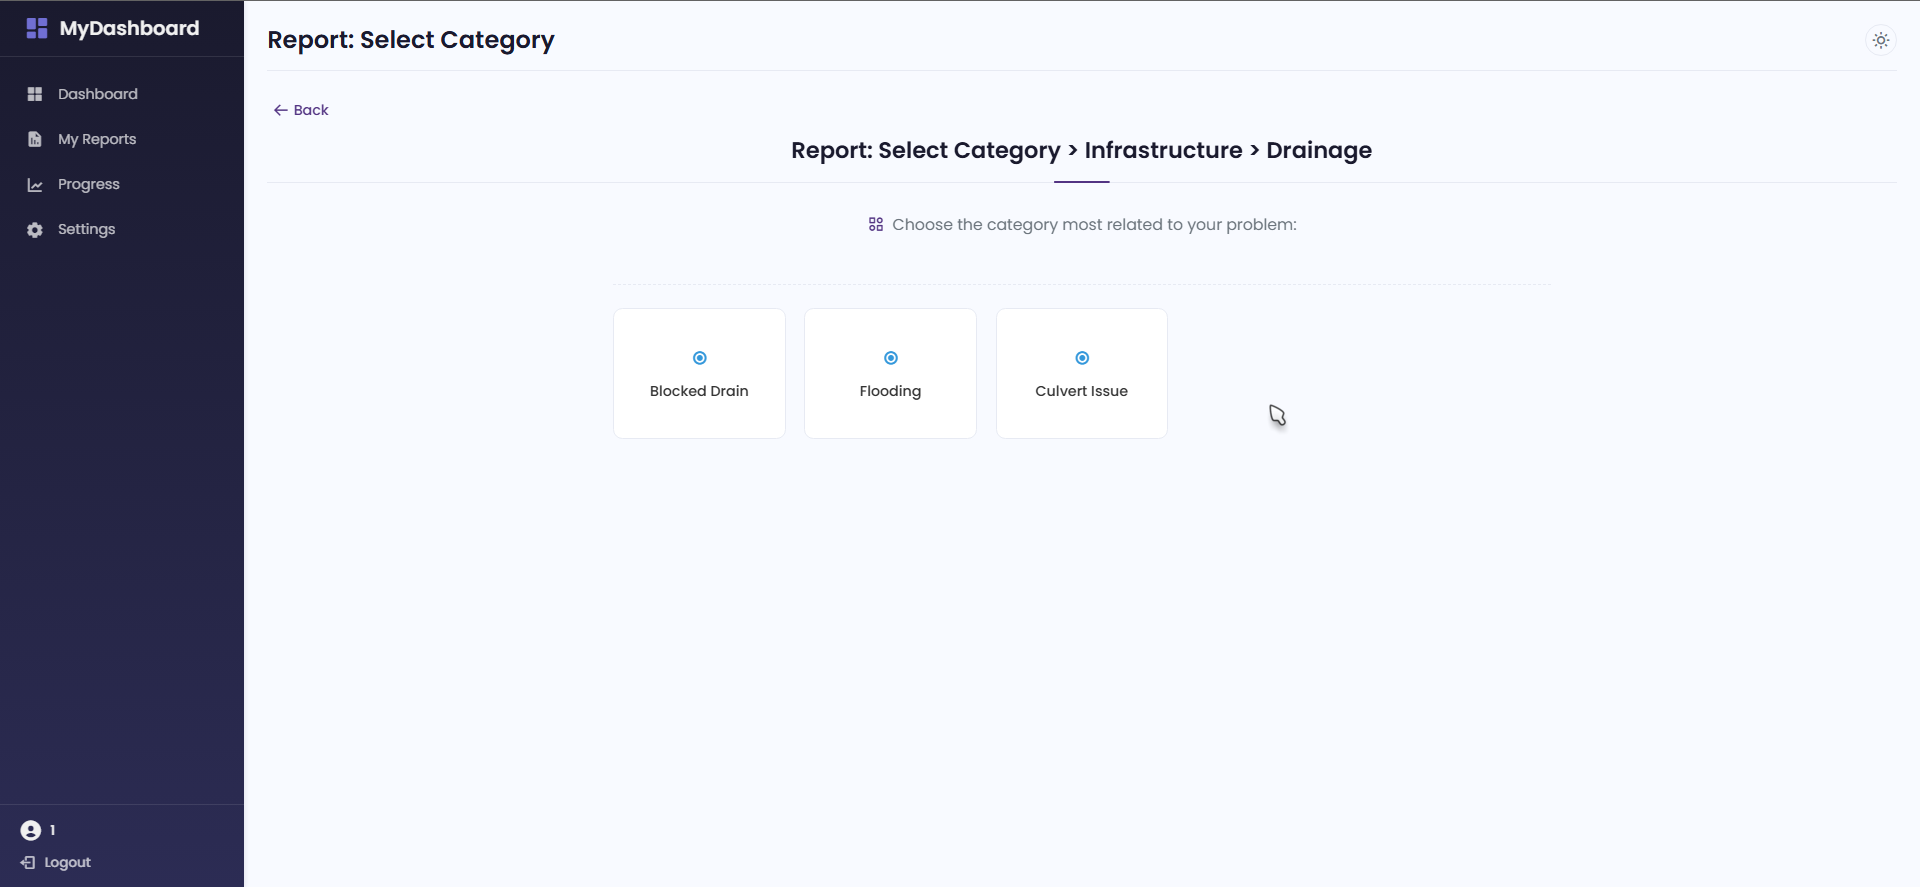 MyDashboard
Dashboard
My Reports
Progress
Settings
1
Logout
Report: Select Category
Back
Report: Select Category > Infrastructure > Drainage
Choose the category most related to your problem:
Blocked Drain
Flooding
Culvert Issue